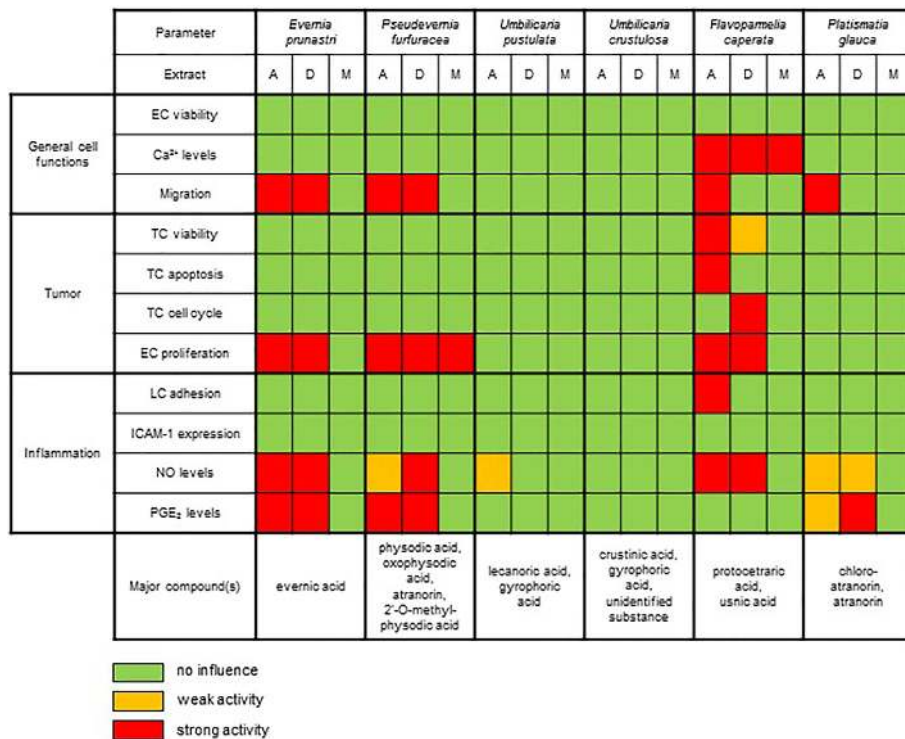 Parameter
Evernia
prunastri
Pseudevernia
furfuracea
Umbilicaria
pustulata
Umbilicaria
crustulosa
Flavoparmelia
caperata
Platismatia
glauca
Extract
A D M A D M A D M A D M A D M A D M
General cell
functions
EC viability
Ca²⁺ levels
Migration
Tumor
TC viability
TC apoptosis
TC cell cycle
EC proliferation
Inflammation
LC adhesion
ICAM-1 expression
NO levels
PGE₂ levels
Major compound(s)
evernic acid
physodic acid,
oxophysodic
acid,
atranorin,
2'-O-methyl-
physodic acid
lecanoric acid,
gyrophoric
acid
crustinic acid,
gyrophoric
acid,
unidentified
substance
protocetraric
acid,
usnic acid
chloro-
atranorin,
atranorin
no influence
weak activity
strong activity